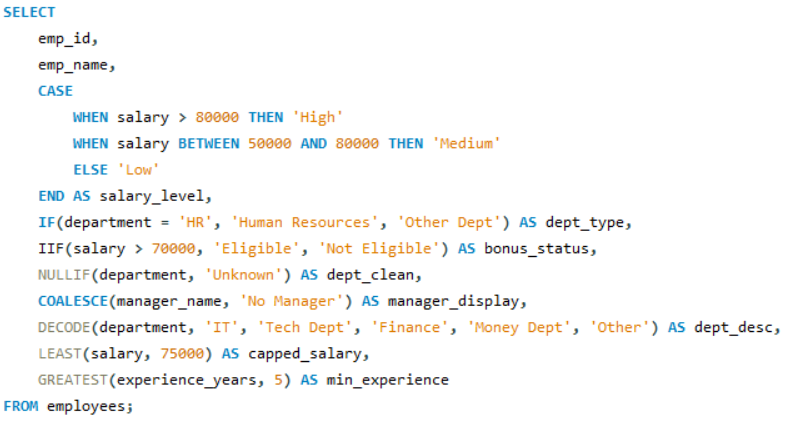 SELECT
    emp_id,
    emp_name,
    CASE
        WHEN salary > 80000 THEN 'High'
        WHEN salary BETWEEN 50000 AND 80000 THEN 'Medium'
        ELSE 'Low'
    END AS salary_level,
    IF(department = 'HR', 'Human Resources', 'Other Dept') AS dept_type,
    IIF(salary > 70000, 'Eligible', 'Not Eligible') AS bonus_status,
    NULLIF(department, 'Unknown') AS dept_clean,
    COALESCE(manager_name, 'No Manager') AS manager_display,
    DECODE(department, 'IT', 'Tech Dept', 'Finance', 'Money Dept', 'Other') AS dept_desc,
    LEAST(salary, 75000) AS capped_salary,
    GREATEST(experience_years, 5) AS min_experience
FROM employees;